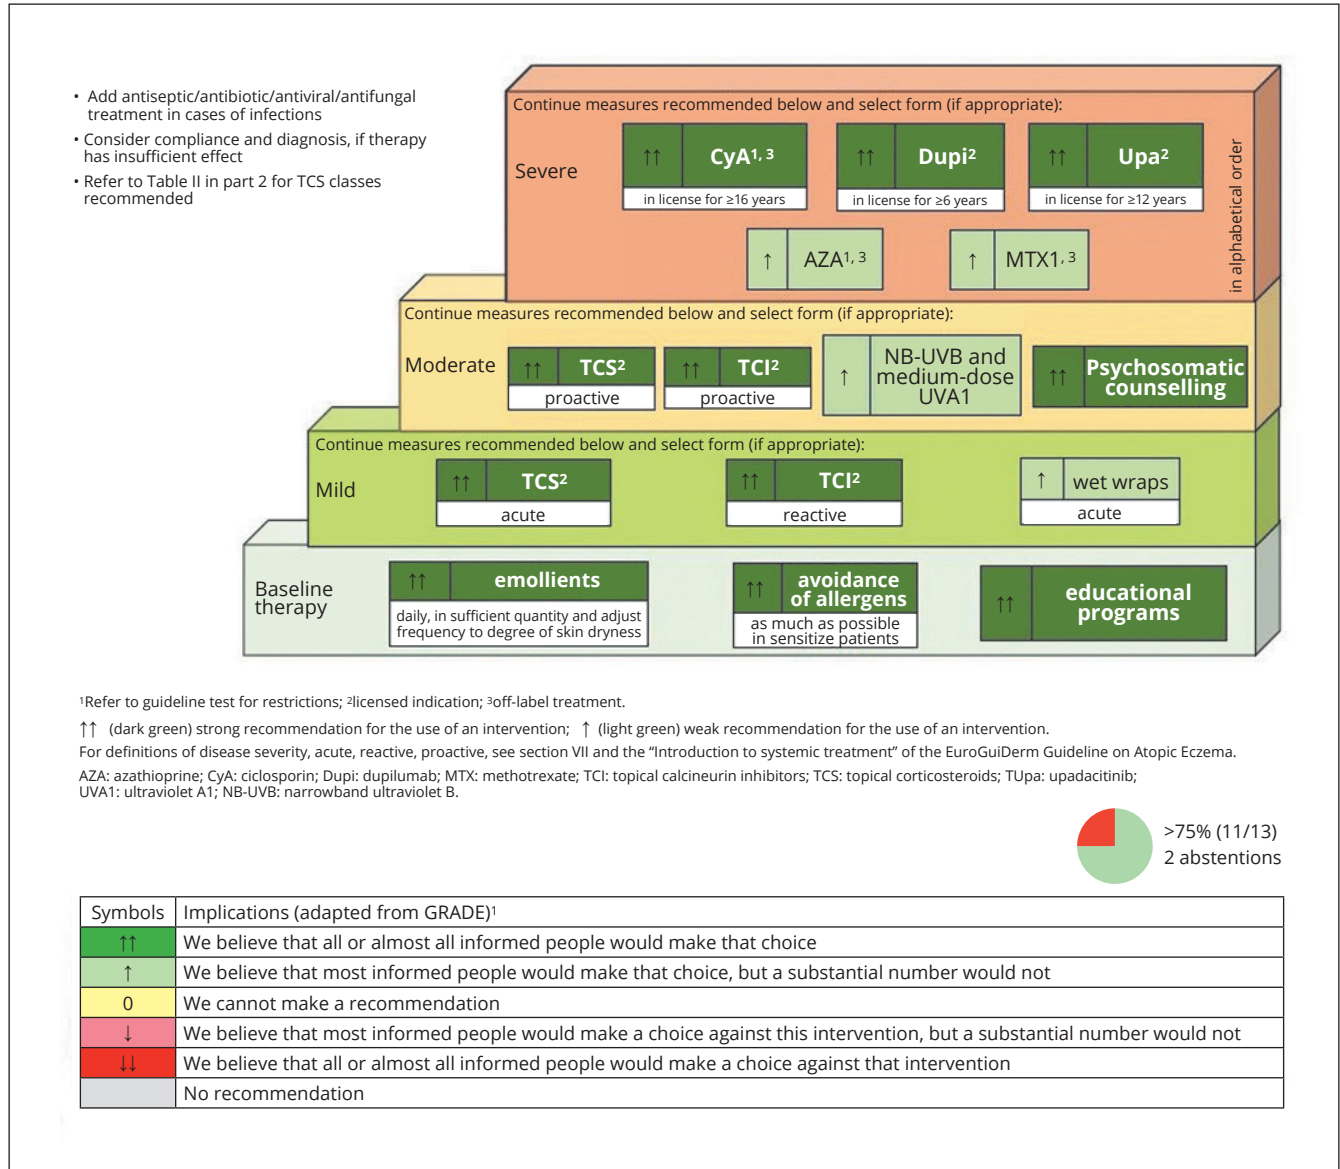 • Add antiseptic/antibiotic/antiviral/antifungal
treatment in cases of infections
• Consider compliance and diagnosis, if therapy
has insufficient effect
• Refer to Table II in part 2 for TCS classes
recommended
Continue measures recommended below and select form (if appropriate):
Severe
↑↑ CyA1, 3
in license for ≥16 years
↑↑ Dupi2
in license for ≥6 years
↑↑ Upa2
in license for ≥12 years
↑ AZA1, 3
↑ MTX1, 3
in alphabetical order
Continue measures recommended below and select form (if appropriate):
Moderate
↑↑ TCS2
proactive
↑↑ TCI2
proactive
↑ NB-UVB and
medium-dose
UVA1
↑↑ Psychosomatic
counselling
Continue measures recommended below and select form (if appropriate):
Mild
↑↑ TCS2
acute
↑↑ TCI2
reactive
↑ wet wraps
acute
Baseline
therapy
↑↑ emollients
daily, in sufficient quantity and adjust
frequency to degree of skin dryness
↑↑ avoidance
of allergens
as much as possible
in sensitize patients
↑↑ educational
programs
1Refer to guideline test for restrictions; 2licensed indication; 3off-label treatment.
↑↑ (dark green) strong recommendation for the use of an intervention; ↑ (light green) weak recommendation for the use of an intervention.
For definitions of disease severity, acute, reactive, proactive, see section VII and the “Introduction to systemic treatment” of the EuroGuiDerm Guideline on Atopic Eczema.
AZA: azathioprine; CyA: ciclosporin; Dupi: dupilumab; MTX: methotrexate; TCI: topical calcineurin inhibitors; TCS: topical corticosteroids; TUpa: upadacitinib;
UVA1: ultraviolet A1; NB-UVB: narrowband ultraviolet B.
>75% (11/13)
2 abstentions
Symbols Implications (adapted from GRADE)1
↑↑ We believe that all or almost all informed people would make that choice
↑ We believe that most informed people would make that choice, but a substantial number would not
0 We cannot make a recommendation
↓ We believe that most informed people would make a choice against this intervention, but a substantial number would not
↓↓ We believe that all or almost all informed people would make a choice against that intervention
No recommendation